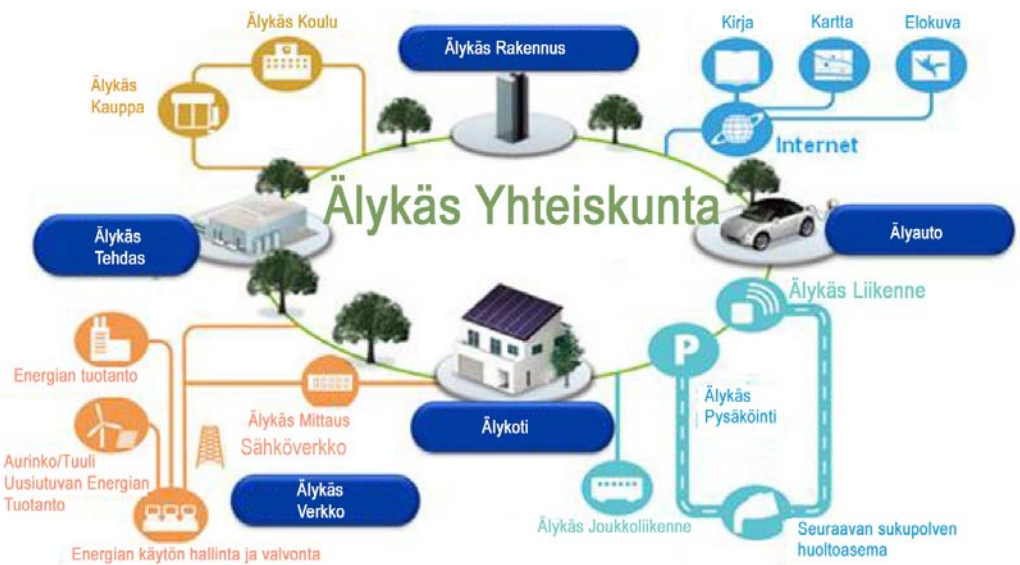 Älykäs Koulu
Älykäs
Kauppa
Älykäs Rakennus
Kirja
Kartta
Elokuva
Internet
Älykäs Yhteiskunta
Älykäs
Tehdas
Älyauto
Älykäs Liikenne
P
Älykäs
Pysäköinti
Energian tuotanto
Älykäs Mittaus
Sähköverkko
Älykoti
Aurinko/Tuuli
Uusiutuvan Energian
Tuotanto
Älykäs
Verkko
Älykäs Joukkoliikenne
Seuraavan sukupolven
huoltoasema
Energian käytön hallinta ja valvonta